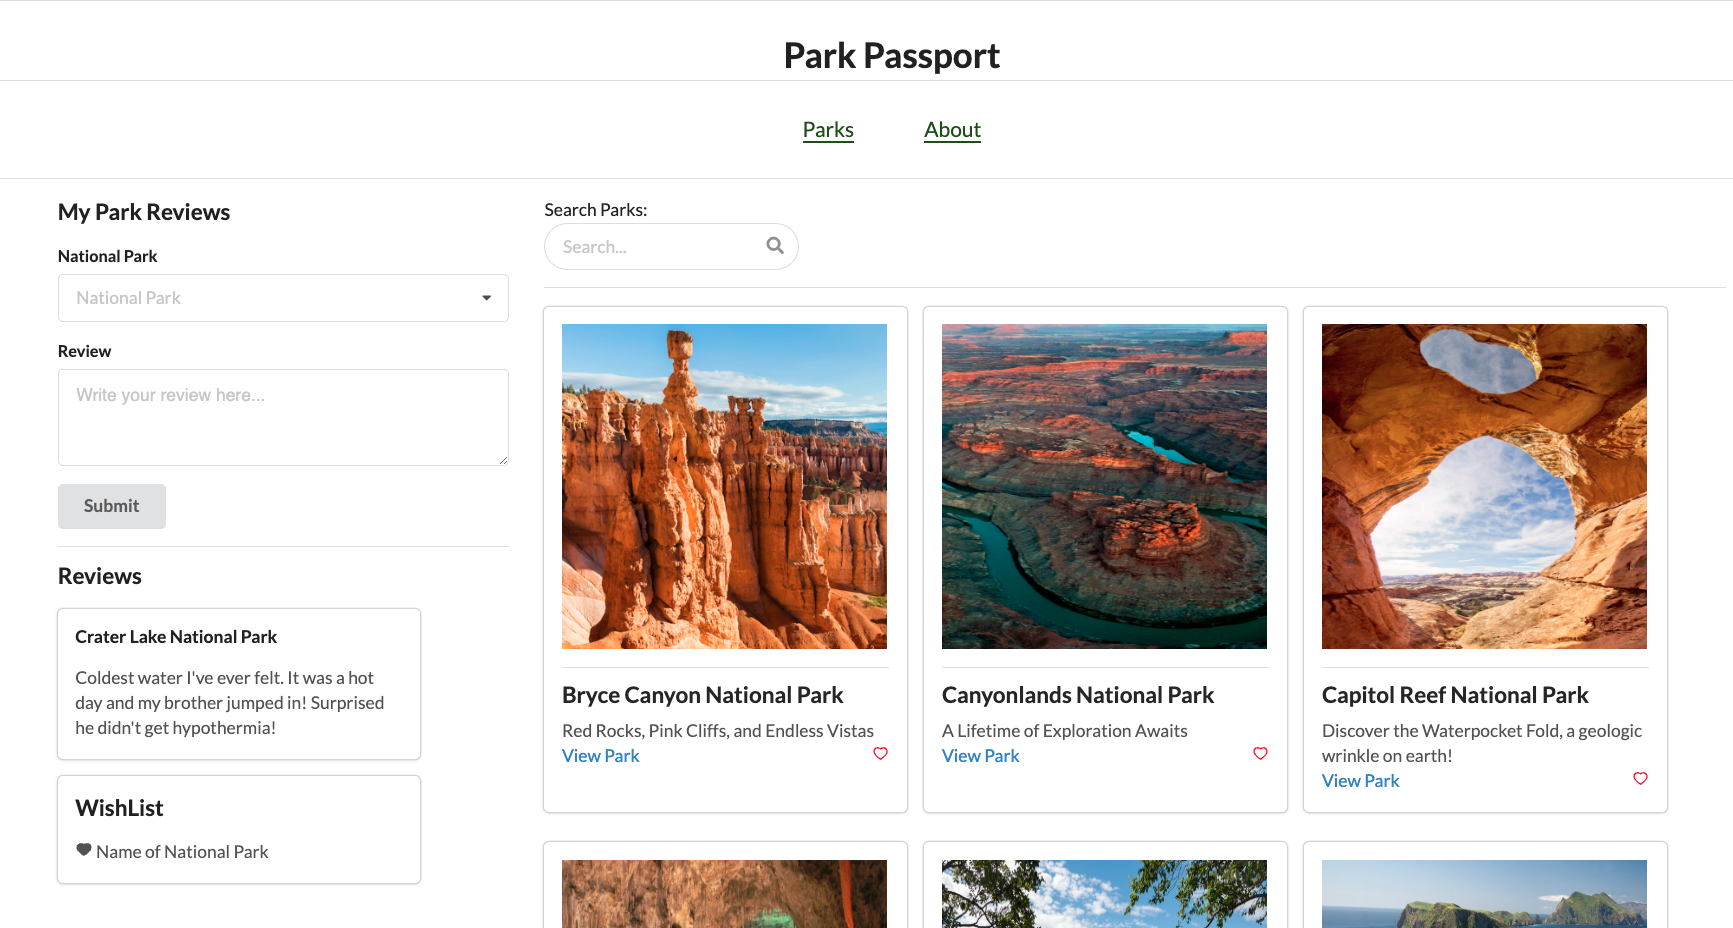 Park Passport
Parks
About
My Park Reviews
National Park
National Park
Review
Write your review here...
Submit
Reviews
Crater Lake National Park
Coldest water I've ever felt. It was a hot
day and my brother jumped in! Surprised
he didn't get hypothermia!
WishList
Name of National Park
Search Parks:
Search...
Bryce Canyon National Park
Red Rocks, Pink Cliffs, and Endless Vistas
View Park
Canyonlands National Park
A Lifetime of Exploration Awaits
View Park
Capitol Reef National Park
Discover the Waterpocket Fold, a geologic
wrinkle on earth!
View Park